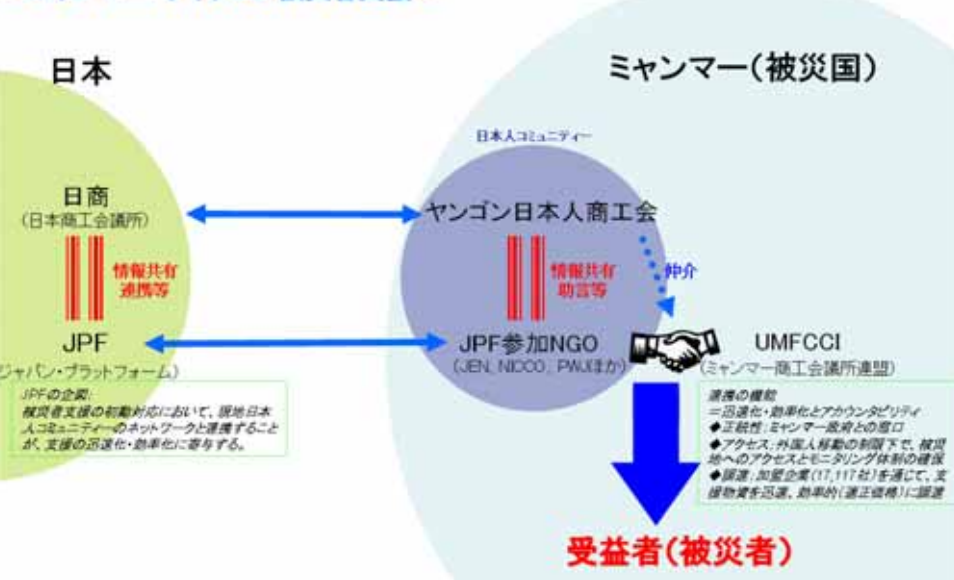 日本
ミャンマー(被災国)
日本人コミュニティー
日商
(日本商工会議所)
ヤンゴン日本人商工会
情報共有
連携等
情報共有
助言等
仲介
JPF
ジャパン・プラットフォーム)
JPF参加NGO
(JEN, NICCO, PWJほか)
UMFCCI
(ミャンマー商工会議所連盟)
JPFの企図:
被災者支援の初動対応において、現地日本
人コミュニティーのネットワークと連携すること
が、支援の迅速化・効率化に寄与する。
連携の機能
=迅速化・効率化とアカウンタビリティ
◆正統性:ミャンマー政府との窓口
◆アクセス:外国人移動の制限下で、被災
地へのアクセスとモニタリング体制の確保
◆調達:加盟企業(17,117社)を通じて、支
援物資を迅速、効率的(適正価格)に調達
受益者(被災者)